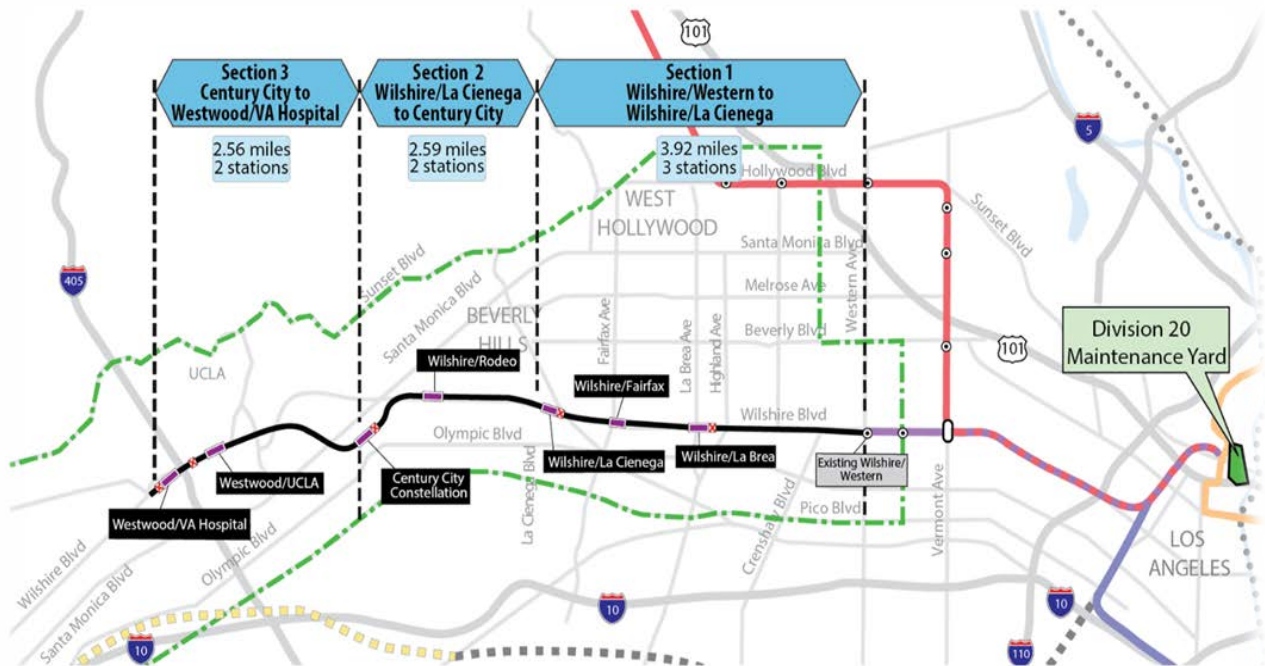 101
Section 3
Century City to
Westwood/VA Hospital
Section 2
Wilshire/La Cienega
to Century City
Section 1
Wilshire/Western to
Wilshire/La Cienega
5
2.56 miles
2 stations
2.59 miles
2 stations
3.92 miles
3 stations
Hollywood Blvd
WEST
HOLLYWOOD
Sunset Blvd
Santa Monica Blvd
Western Ave
Sunset Blvd
405
Santa Monica Blvd
Melrose Ave
BEVERLY
HILLS
Fairfax Ave
La Brea Ave
Highland Ave
Beverly Blvd
101
Division 20
Maintenance Yard
UCLA
Wilshire/Rodeo
Wilshire/Fairfax
Wilshire Blvd
Olympic Blvd
Wilshire/La Cienega
Wilshire/La Brea
Existing Wilshire/
Western
Westwood/UCLA
Century City
Constellation
La Cienega Blvd
Crenshaw Blvd
Pico Blvd
Vermont Ave
Westwood/VA Hospital
LOS
ANGELES
Wilshire Blvd
Santa Monica Blvd
Olympic Blvd
10
10
10
110